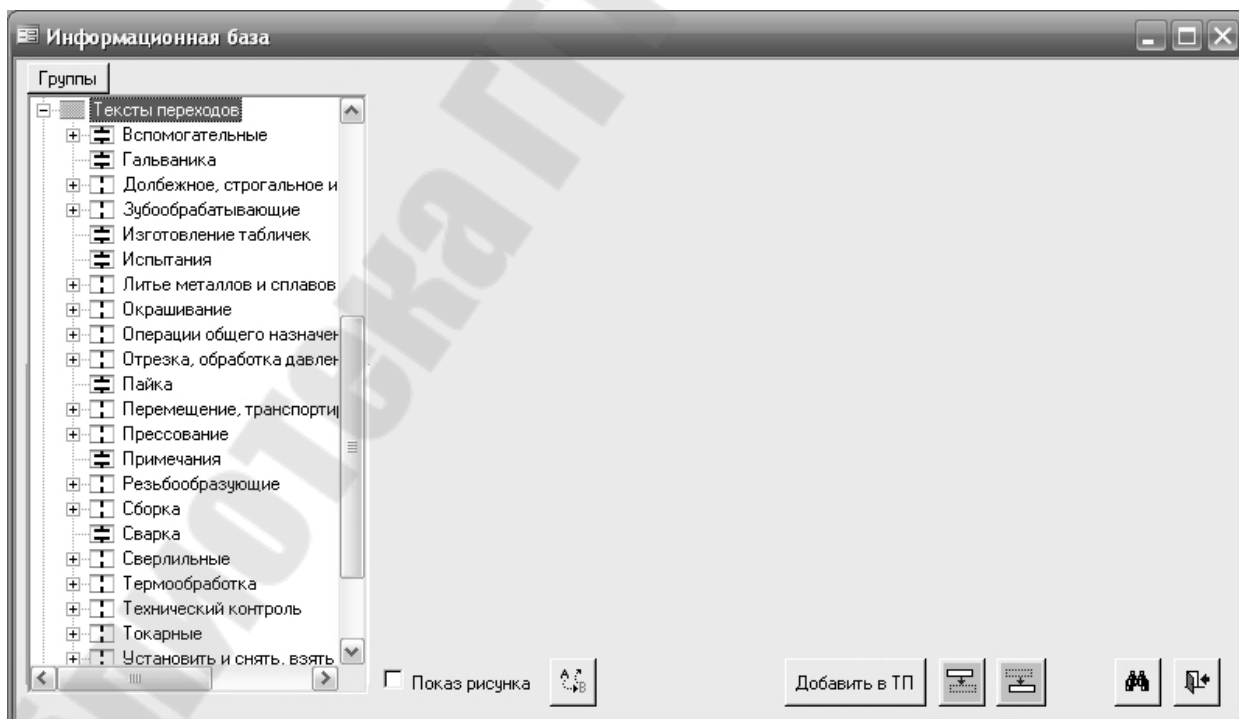 Информационная база
Группы
Тексты переходов
Вспомогательные
Гальваника
Долбежное, строгальное и
Зубообрабатывающие
Изготовление табличек
Испытания
Литье металлов и сплавов
Окрашивание
Операции общего назначен
Отрезка, обработка давлен
Пайка
Перемещение, транспорти
Прессование
Примечания
Резьбообразующие
Сборка
Сварка
Сверлильные
Термообработка
Технический контроль
Токарные
Установить и снять, взять
Показ рисунка
A B
Добавить в ТП